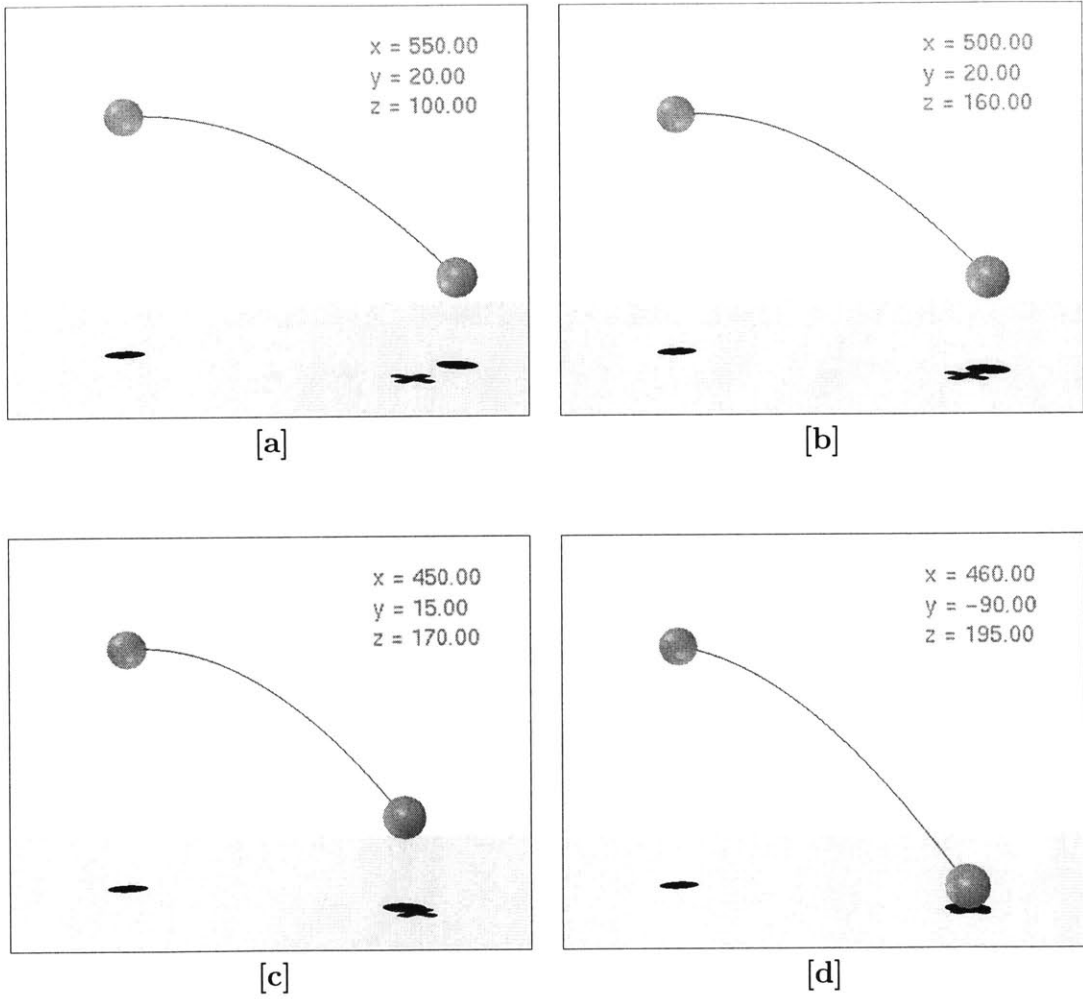 x = 550.00
y = 20.00
z = 100.00
[a]
x = 500.00
y = 20.00
z = 160.00
[b]
x = 450.00
y = 15.00
z = 170.00
[c]
x = 460.00
y = -90.00
z = 195.00
[d]